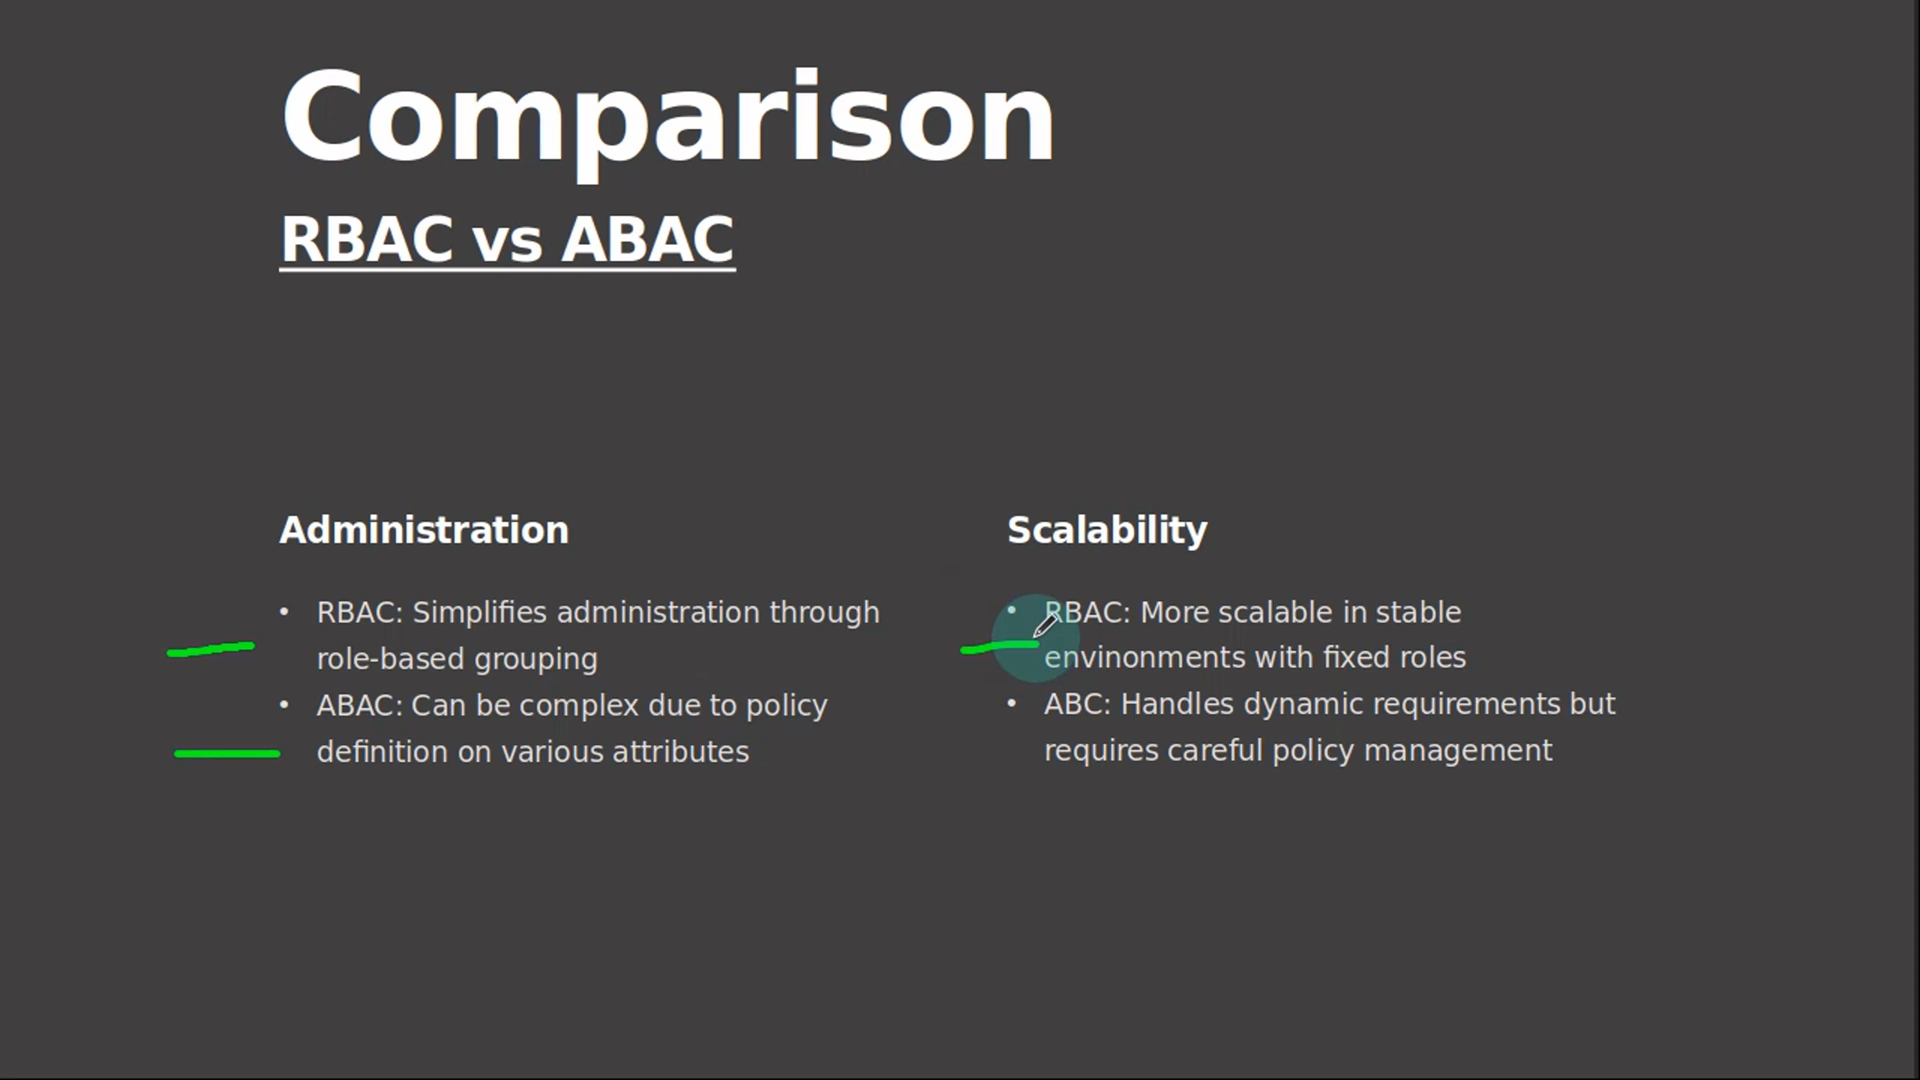 Comparison
RBAC vs ABAC
Administration
• RBAC: Simplifies administration through
role-based grouping
• ABAC: Can be complex due to policy
definition on various attributes
Scalability
• RBAC: More scalable in stable
envinonments with fixed roles
• ABC: Handles dynamic requirements but
requires careful policy management